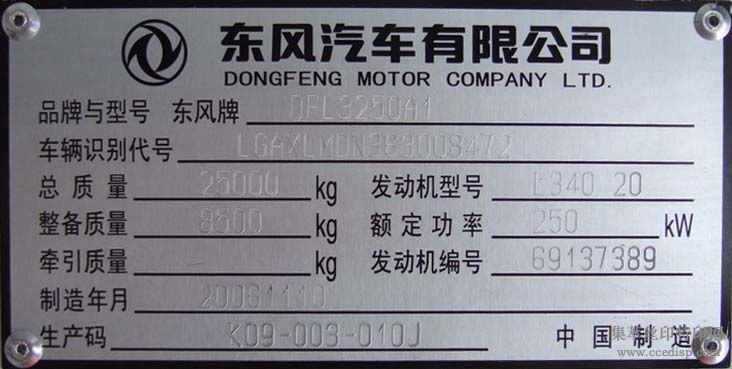 东风汽车有限公司
DONGFENG MOTOR COMPANY LTD.
品牌与型号 东风牌 DFL3250A1
车辆识别代号 LGAXLMDN363008472
总质量 25000 kg 发动机型号 L340 20
整备质量 8500 kg 额定功率 250 kW
牵引质量 kg 发动机编号 69137389
制造年月 20061110
生产码 K09-003-010J 中国制造
www.ccedisp.com